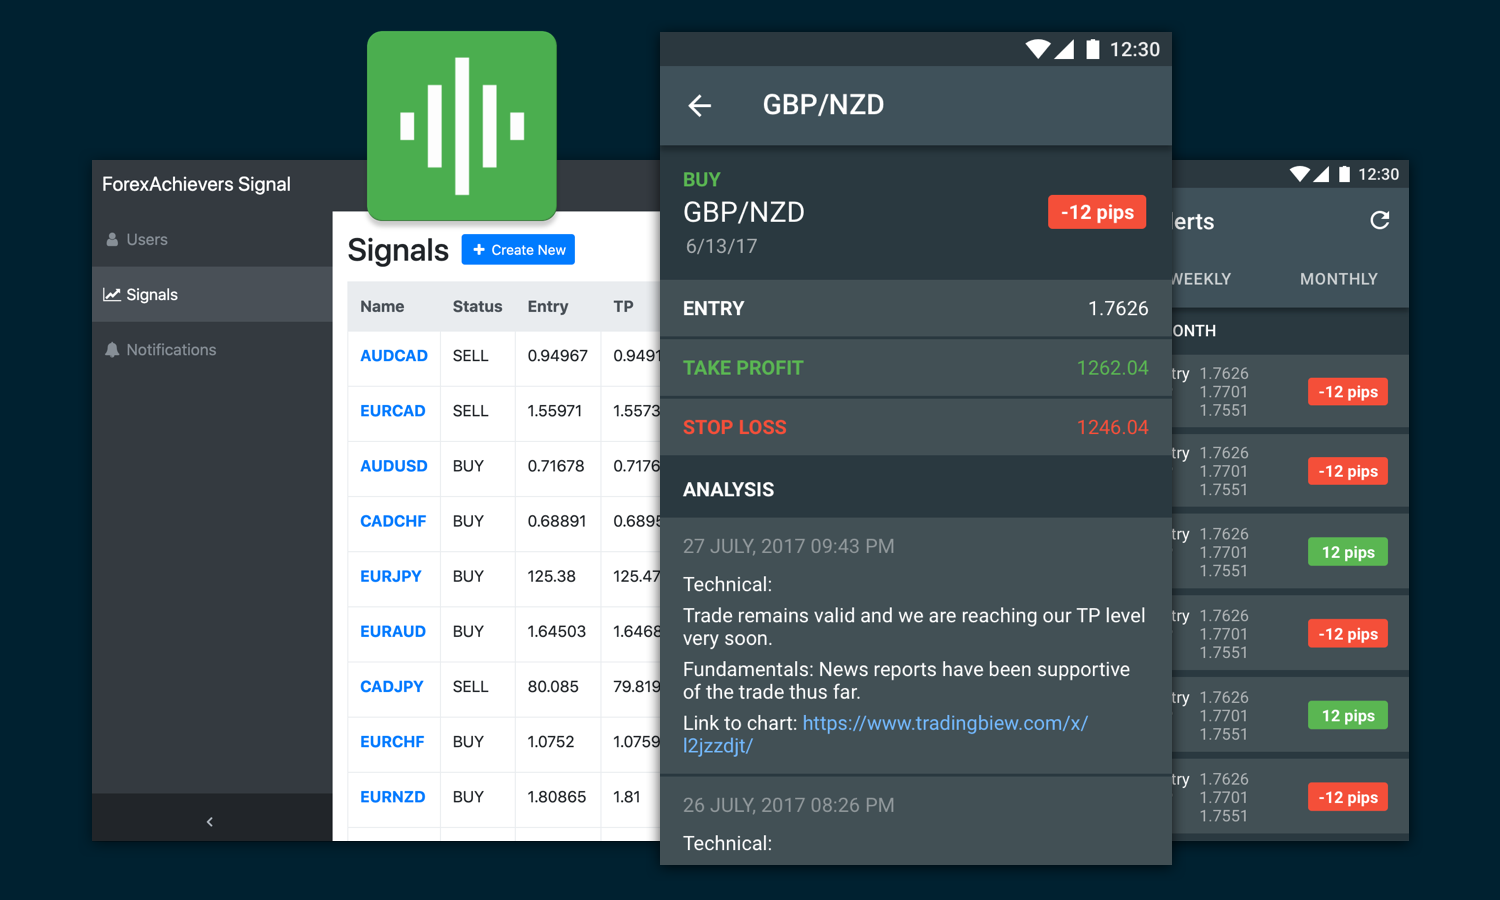 ForexAchievers Signal
Users
Signals
Notifications
Signals
+ Create New
Name Status Entry TP
AUDCAD SELL 0.94967 0.9491
EURCAD SELL 1.55971 1.5573
AUDUSD BUY 0.71678 0.7176
CADCHF BUY 0.68891 0.6895
EURJPY BUY 125.38 125.47
EURAUD BUY 1.64503 1.6468
CADJPY SELL 80.085 79.819
EURCHF BUY 1.0752 1.0759
EURNZD BUY 1.80865 1.81
12:30
GBP/NZD
BUY
GBP/NZD
-12 pips
6/13/17
ENTRY 1.7626
TAKE PROFIT 1262.04
STOP LOSS 1246.04
ANALYSIS
27 JULY, 2017 09:43 PM
Technical:
Trade remains valid and we are reaching our TP level
very soon.
Fundamentals: News reports have been supportive
of the trade thus far.
Link to chart: https://www.tradingbiew.com/x/
l2jzzdjt/
26 JULY, 2017 08:26 PM
Technical:
12:30
lerts
WEEKLY MONTHLY
ONTH
try 1.7626
1.7701
1.7551
-12 pips
try 1.7626
1.7701
1.7551
-12 pips
try 1.7626
1.7701
1.7551
12 pips
try 1.7626
1.7701
1.7551
-12 pips
try 1.7626
1.7701
1.7551
12 pips
try 1.7626
1.7701
1.7551
-12 pips